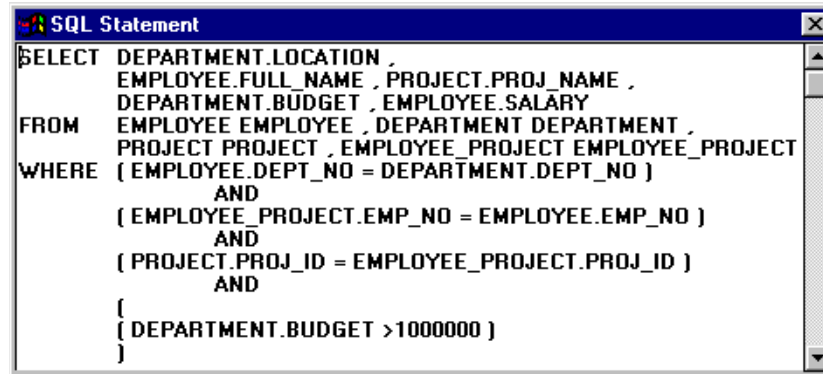 SQL Statement
SELECT DEPARTMENT.LOCATION ,
EMPLOYEE.FULL_NAME , PROJECT.PROJ_NAME ,
DEPARTMENT.BUDGET , EMPLOYEE.SALARY
FROM EMPLOYEE EMPLOYEE , DEPARTMENT DEPARTMENT ,
PROJECT PROJECT , EMPLOYEE_PROJECT EMPLOYEE_PROJECT
WHERE ( EMPLOYEE.DEPT_NO = DEPARTMENT.DEPT_NO )
AND
( EMPLOYEE_PROJECT.EMP_NO = EMPLOYEE.EMP_NO )
AND
( PROJECT.PROJ_ID = EMPLOYEE_PROJECT.PROJ_ID )
AND
(
( DEPARTMENT.BUDGET >1000000 )
)